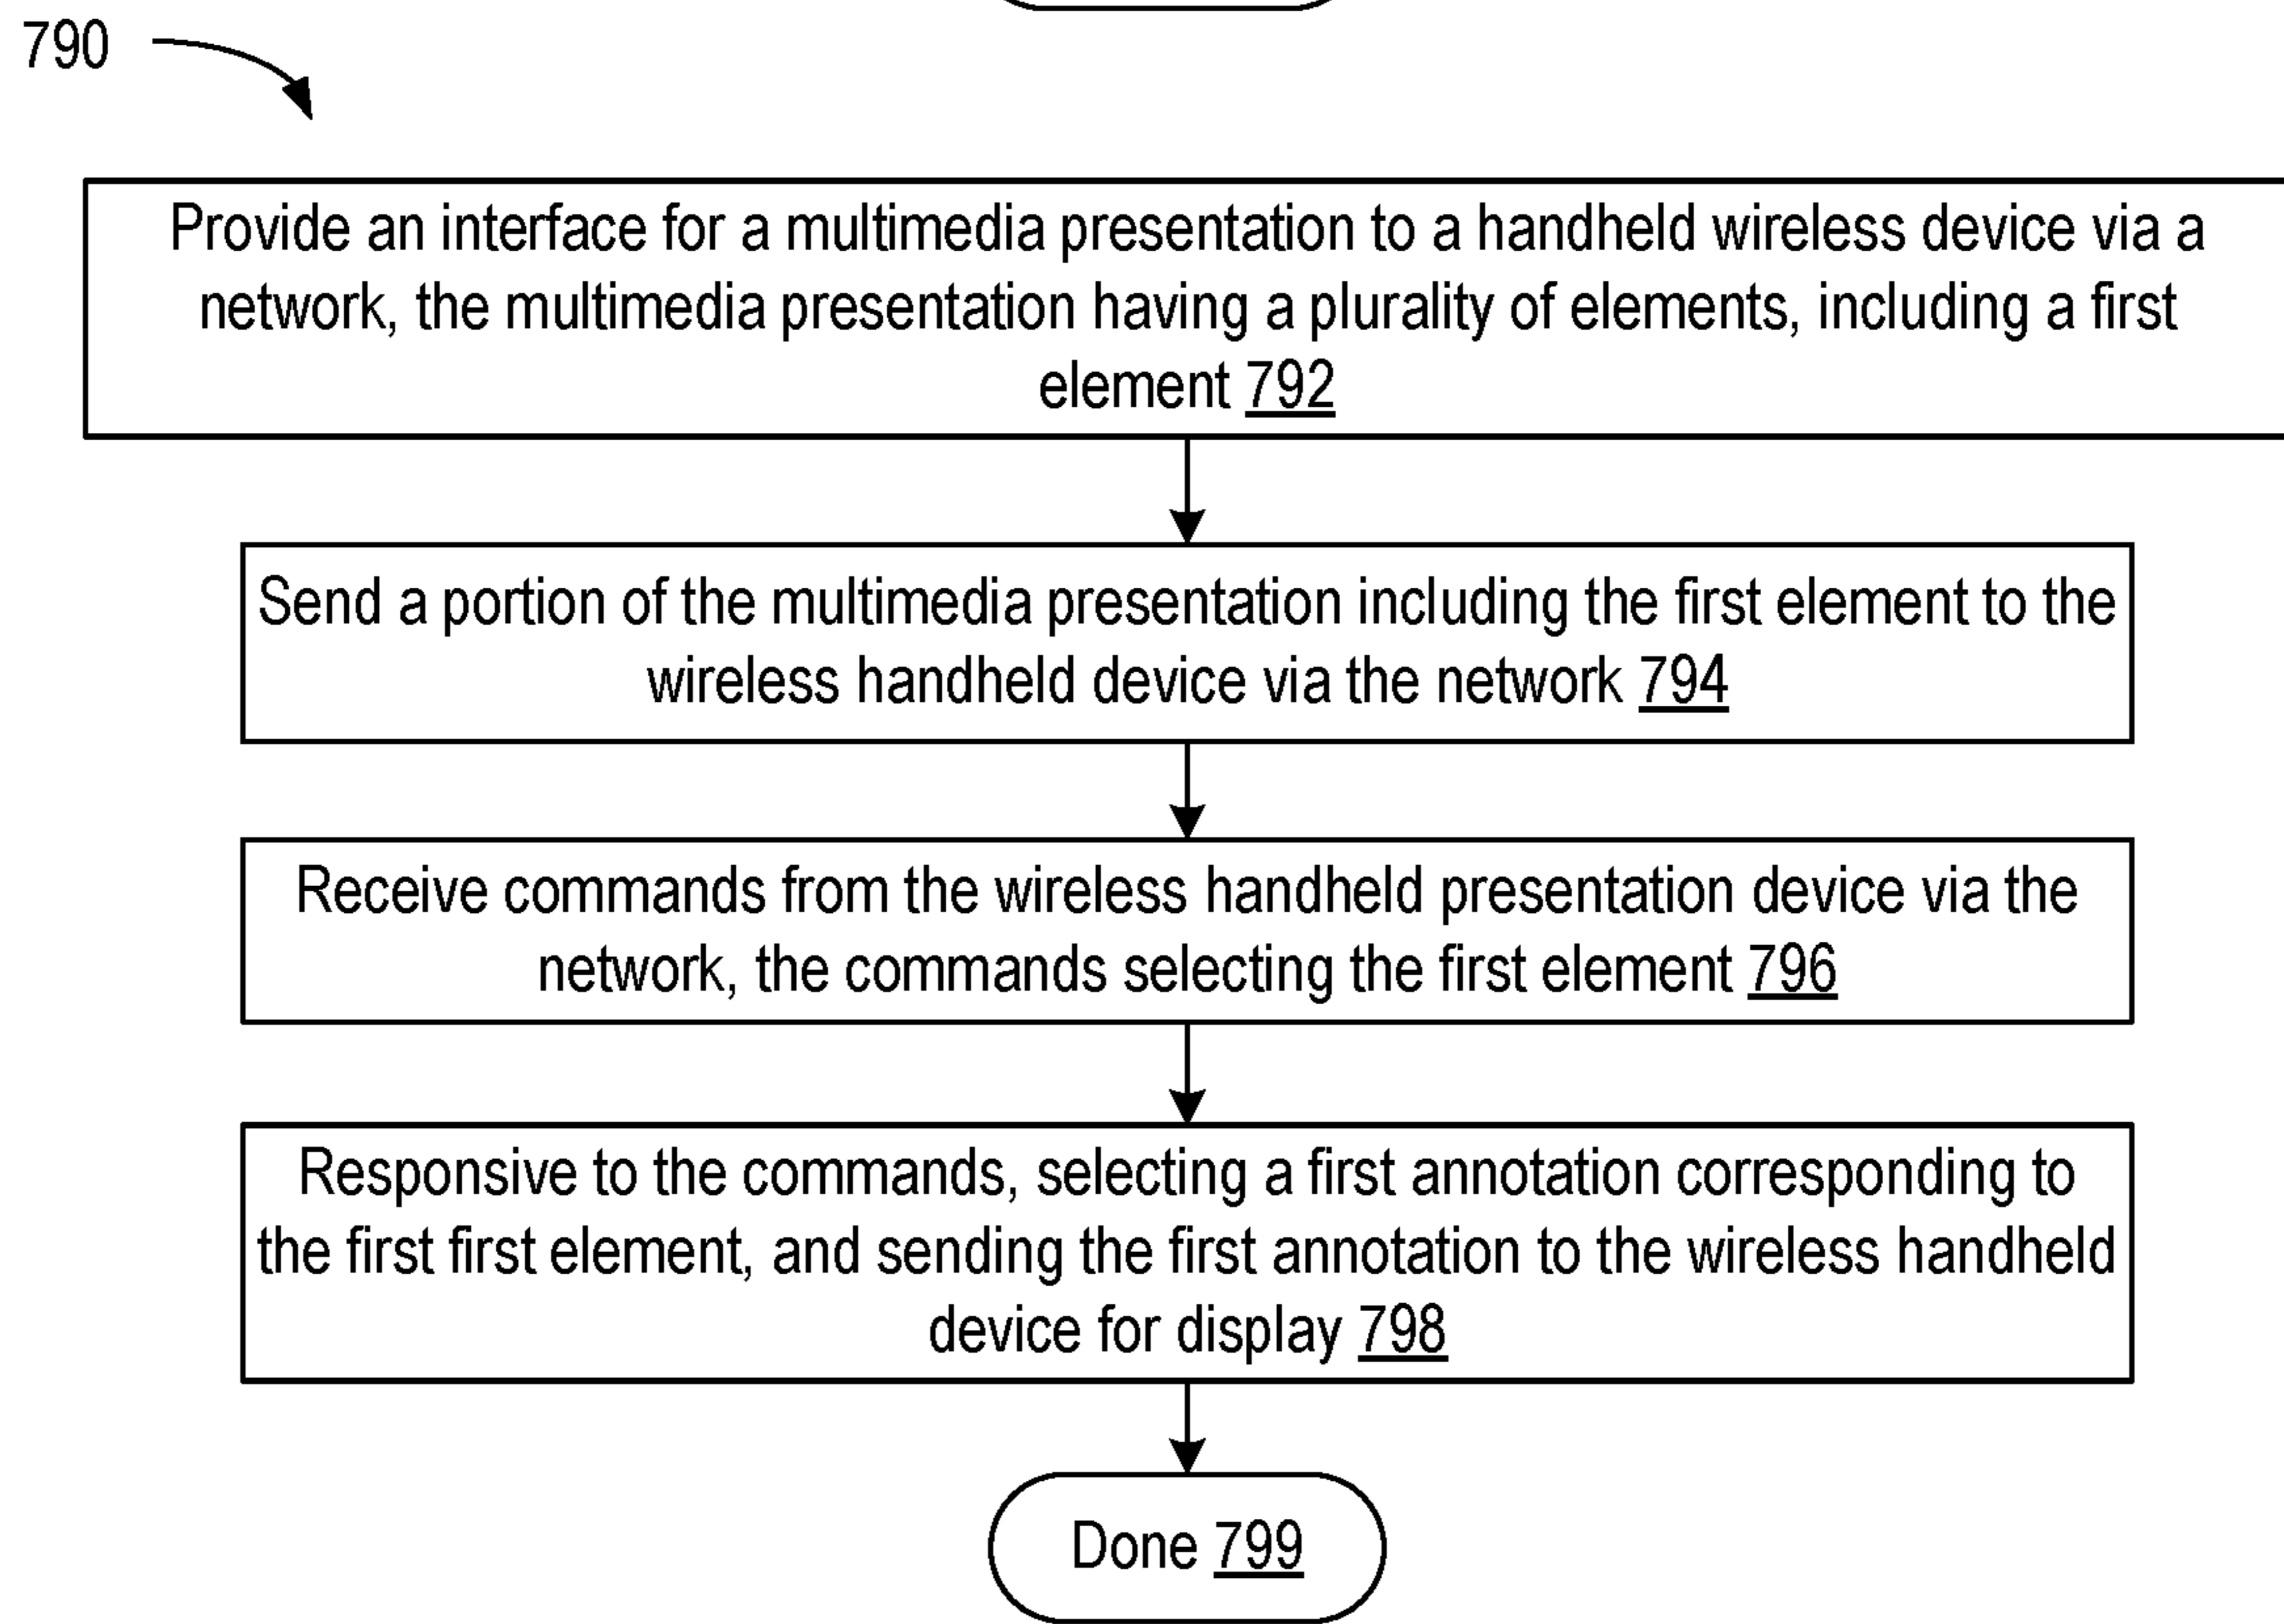 790
Provide an interface for a multimedia presentation to a handheld wireless device via a
network, the multimedia presentation having a plurality of elements, including a first
element 792
Send a portion of the multimedia presentation including the first element to the
wireless handheld device via the network 794
Receive commands from the wireless handheld presentation device via the
network, the commands selecting the first element 796
Responsive to the commands, selecting a first annotation corresponding to
the first first element, and sending the first annotation to the wireless handheld
device for display 798
Done 799